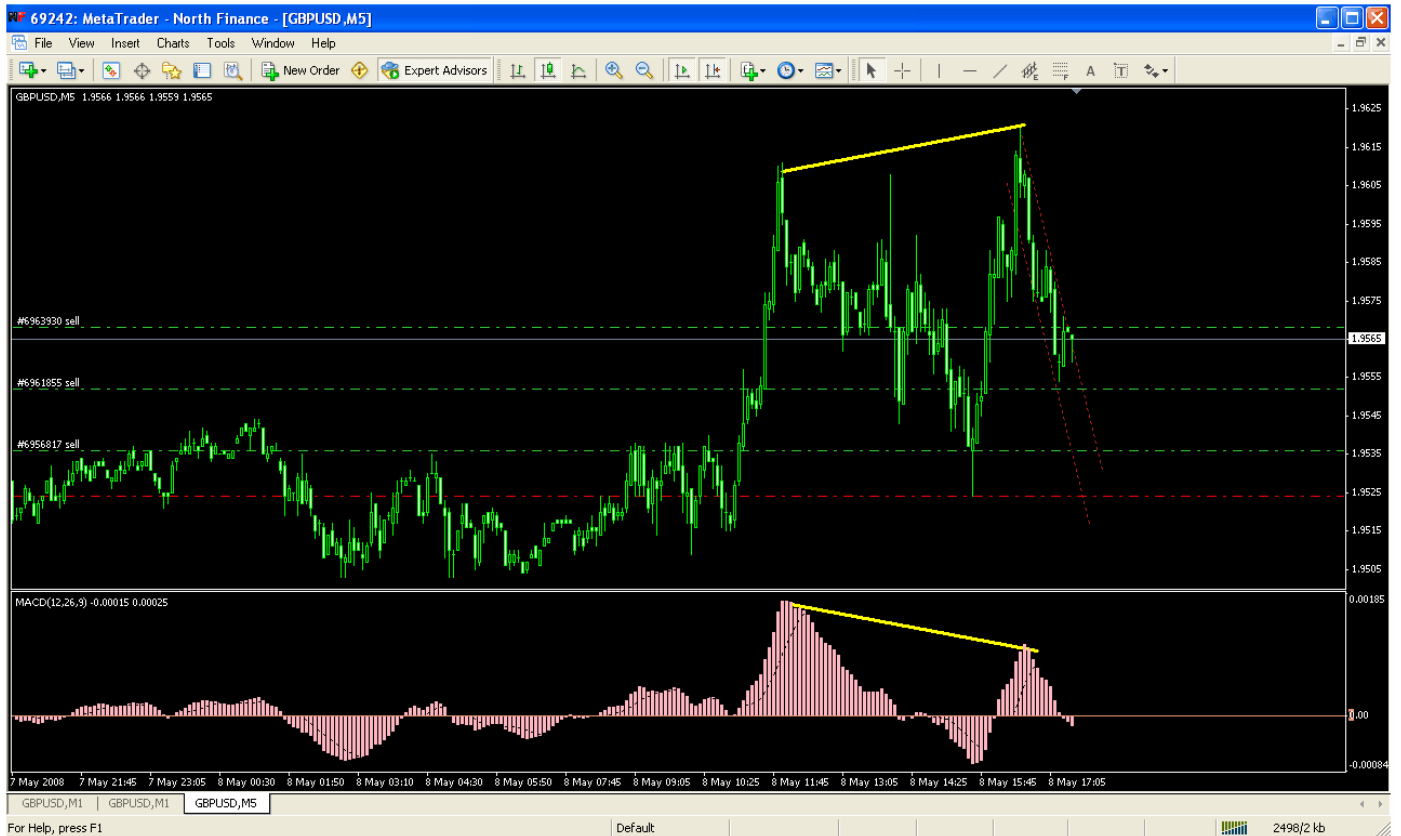 69242: MetaTrader - North Finance - [GBPUSD,M5]
File View Insert Charts Tools Window Help
New Order Expert Advisors A T
GBPUSD,M5 1.9566 1.9566 1.9559 1.9565
1.9625
1.9615
1.9605
1.9595
1.9585
1.9575
#6963930 sell
1.9565
#6961855 sell
1.9555
1.9545
#6956817 sell
1.9535
1.9525
1.9515
1.9505
MACD(12,26,9) -0.00015 0.00025
0.00185
0.00
-0.00084
7 May 2008 7 May 21:45 7 May 23:05 8 May 00:30 8 May 01:50 8 May 03:10 8 May 04:30 8 May 05:50 8 May 07:45 8 May 09:05 8 May 10:25 8 May 11:45 8 May 13:05 8 May 14:25 8 May 15:45 8 May 17:05
GBPUSD,M1 GBPUSD,M1 GBPUSD,M5
For Help, press F1 Default 2498/2 kb